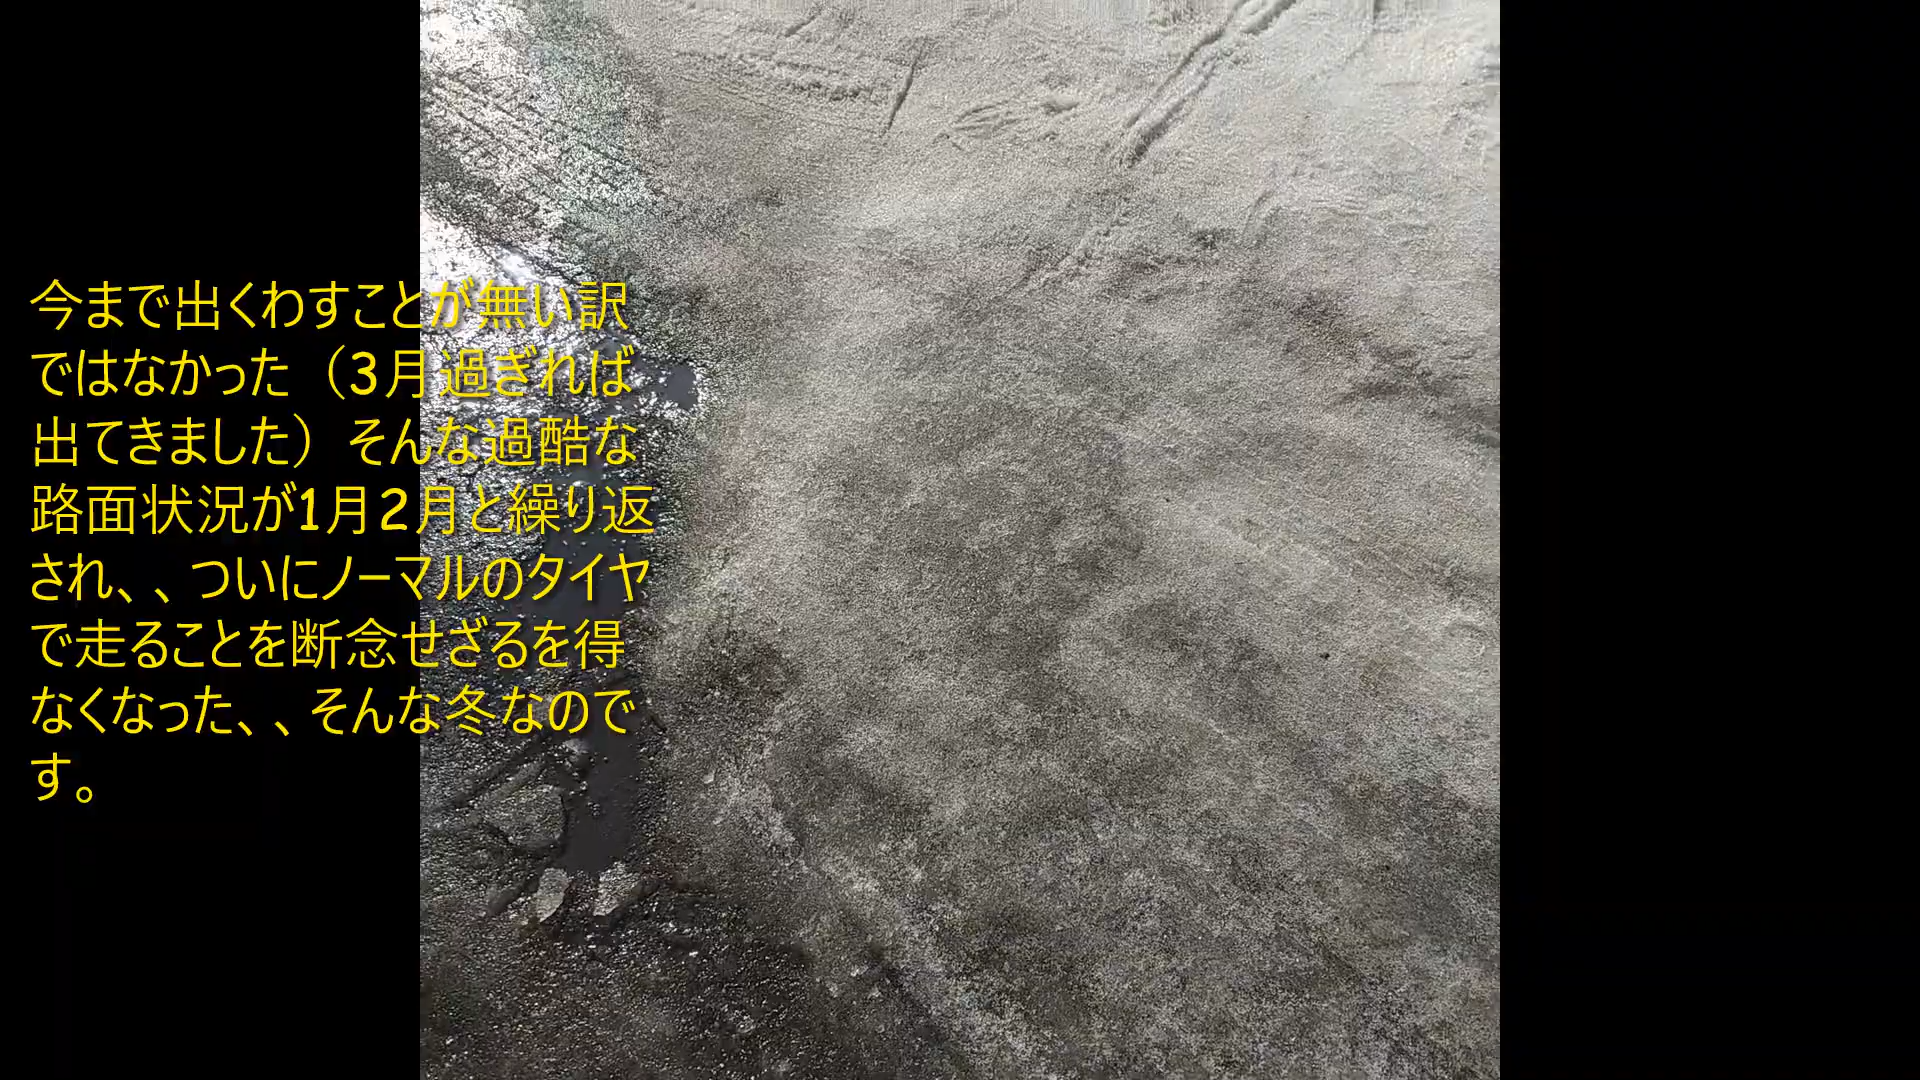 今まで出くわすことが無い訳
ではなかった（3月過ぎれば
出てきました）そんな過酷な
路面状況が1月2月と繰り返
され、、ついにノーマルのタイヤ
で走ることを断念せざるを得
なくなった、、そんな冬なので
す。